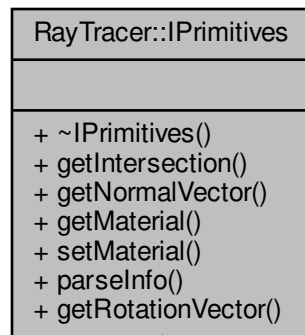 RayTracer::IPrimitives
+ ~IPrimitives()
+ getIntersection()
+ getNormalVector()
+ getMaterial()
+ setMaterial()
+ parseInfo()
+ getRotationVector()